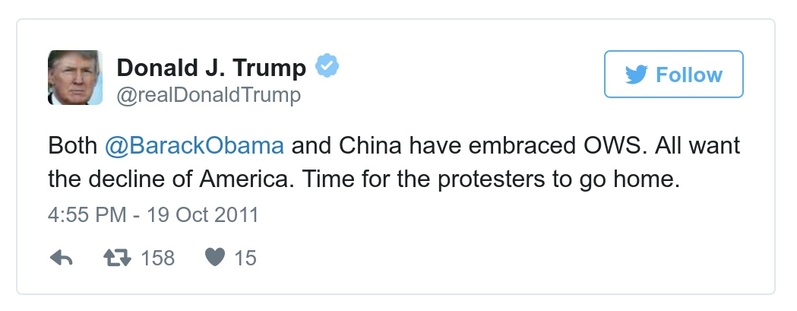 Donald J. Trump
@realDonaldTrump
Follow
Both @BarackObama and China have embraced OWS. All want
the decline of America. Time for the protesters to go home.
4:55 PM - 19 Oct 2011
158 15